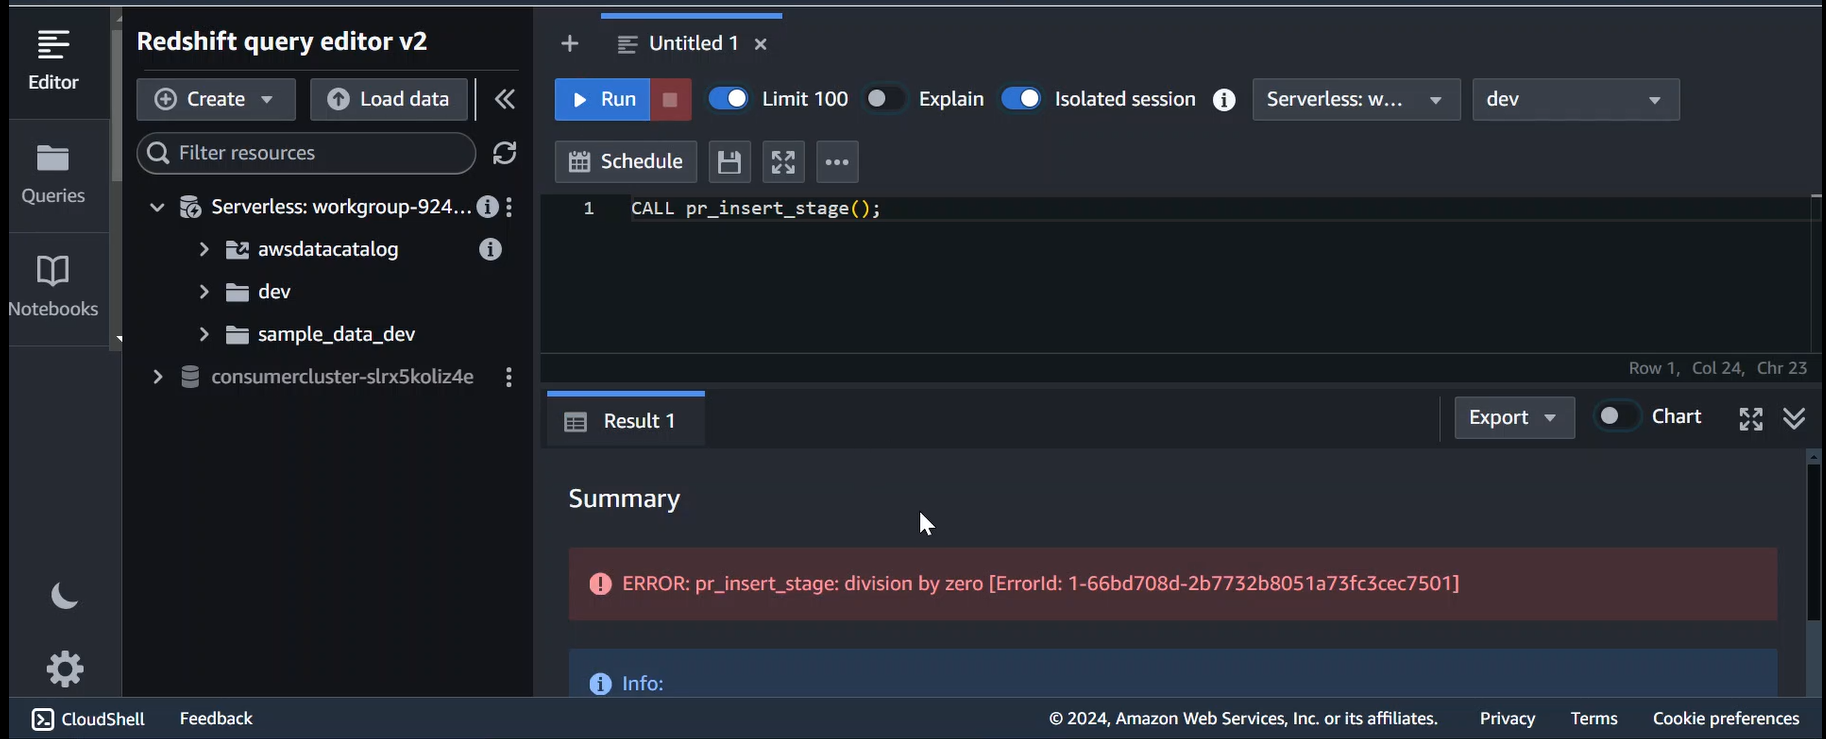 Editor
Queries
Notebooks
Redshift query editor v2
Create
Load data
Filter resources
Serverless: workgroup-924...
awsdatacatalog
dev
sample_data_dev
consumercluster-slrx5koliz4e
Untitled 1
Run
Limit 100
Explain
Isolated session
Serverless: w...
dev
Schedule
1 CALL pr_insert_stage();
Row 1, Col 24, Chr 23
Result 1
Export
Chart
Summary
ERROR: pr_insert_stage: division by zero [ErrorId: 1-66bd708d-2b7732b8051a73fc3cec7501]
Info:
CloudShell Feedback © 2024, Amazon Web Services, Inc. or its affiliates. Privacy Terms Cookie preferences